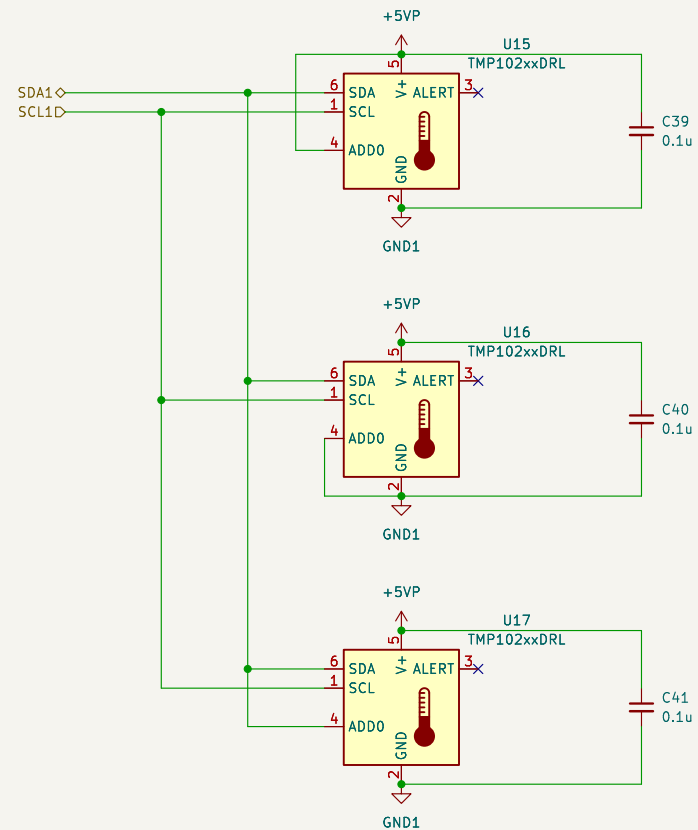 +5VP
U15
TMP102xxDRL
SDA1
SCL1
5
V+
6 SDA
ALERT 3
1 SCL
4 ADD0
GND
2
C39
0.1u
GND1
+5VP
U16
TMP102xxDRL
5
V+
6 SDA
ALERT 3
1 SCL
4 ADD0
GND
2
C40
0.1u
GND1
+5VP
U17
TMP102xxDRL
5
V+
6 SDA
ALERT 3
1 SCL
4 ADD0
GND
2
C41
0.1u
GND1